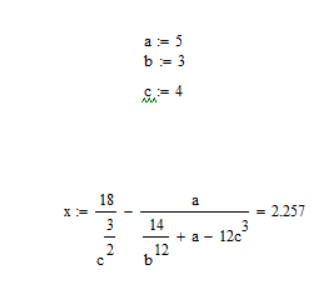 a := 5
b := 3
c := 4
x := 18/c^(3/2) − a/(b^(14/12) + a − 12c^3) = 2.257